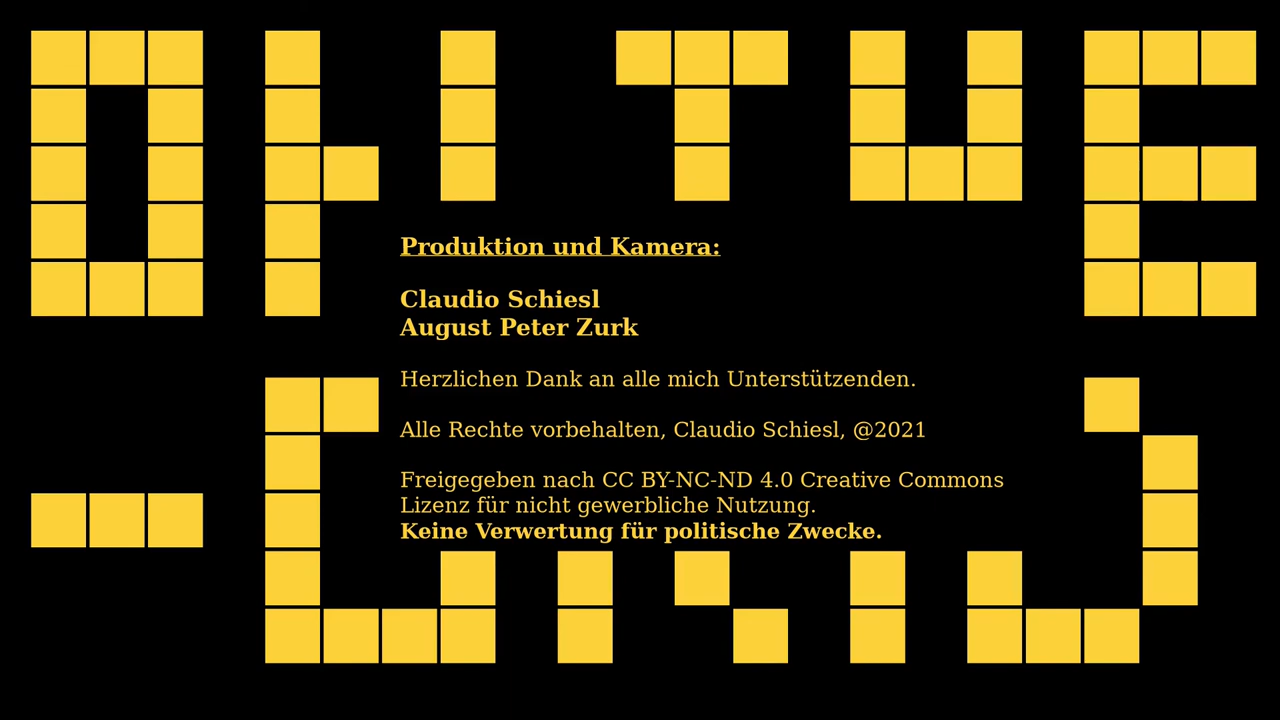 Produktion und Kamera:
Claudio Schiesl
August Peter Zurk
Herzlichen Dank an alle mich Unterstützenden.
Alle Rechte vorbehalten, Claudio Schiesl, @2021
Freigegeben nach CC BY-NC-ND 4.0 Creative Commons
Lizenz für nicht gewerbliche Nutzung.
Keine Verwertung für politische Zwecke.